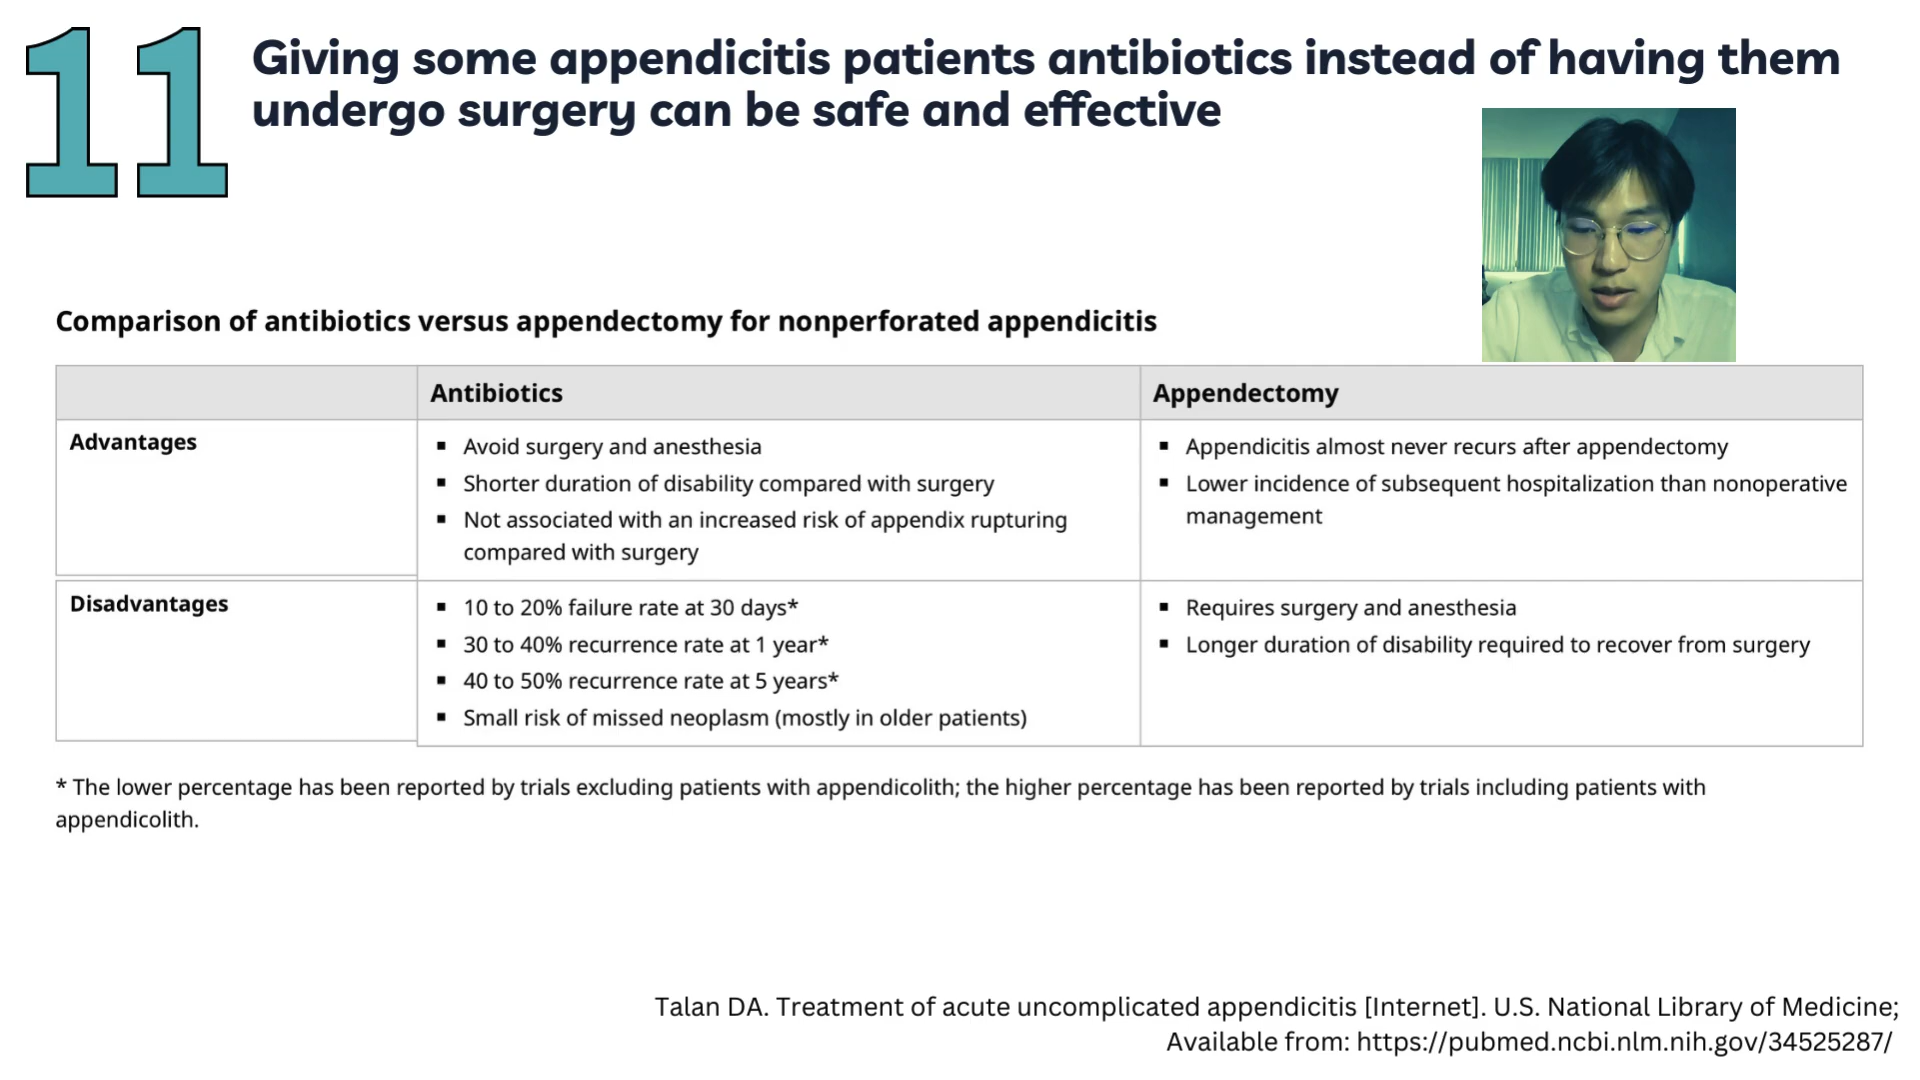 11
Giving some appendicitis patients antibiotics instead of having them
undergo surgery can be safe and effective
Comparison of antibiotics versus appendectomy for nonperforated appendicitis
Antibiotics
Appendectomy
Advantages
▪ Avoid surgery and anesthesia
▪ Shorter duration of disability compared with surgery
▪ Not associated with an increased risk of appendix rupturing
compared with surgery
▪ Appendicitis almost never recurs after appendectomy
▪ Lower incidence of subsequent hospitalization than nonoperative
management
Disadvantages
▪ 10 to 20% failure rate at 30 days*
▪ 30 to 40% recurrence rate at 1 year*
▪ 40 to 50% recurrence rate at 5 years*
▪ Small risk of missed neoplasm (mostly in older patients)
▪ Requires surgery and anesthesia
▪ Longer duration of disability required to recover from surgery
* The lower percentage has been reported by trials excluding patients with appendicolith; the higher percentage has been reported by trials including patients with
appendicolith.
Talan DA. Treatment of acute uncomplicated appendicitis [Internet]. U.S. National Library of Medicine;
Available from: https://pubmed.ncbi.nlm.nih.gov/34525287/